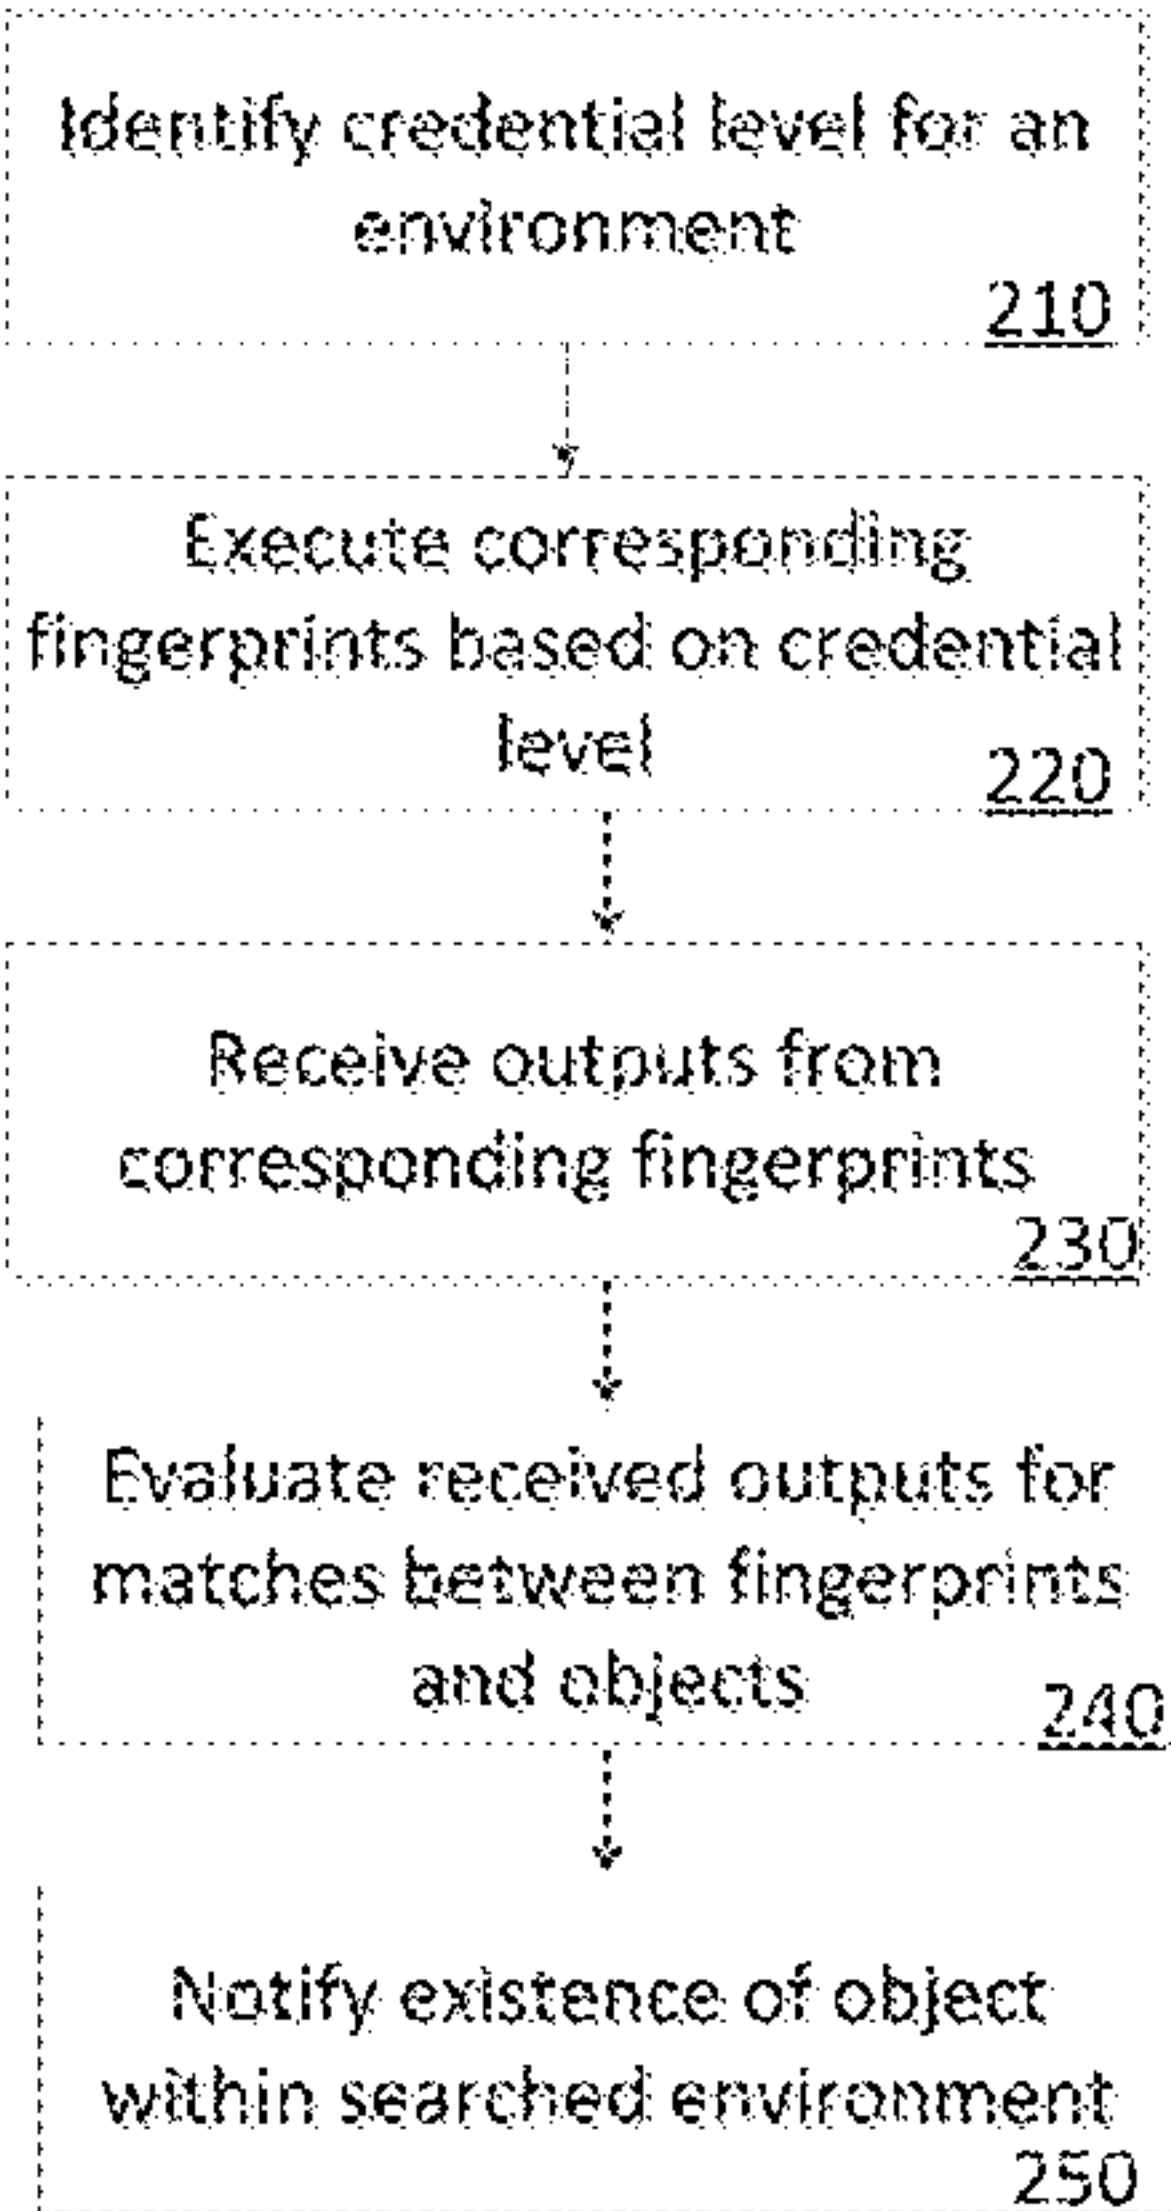 Identify credential level for an
environment
210
Execute corresponding
fingerprints based on credential
level
220
Receive outputs from
corresponding fingerprints
230
Evaluate received outputs for
matches between fingerprints
and objects
240
Notify existence of object
within searched environment
250